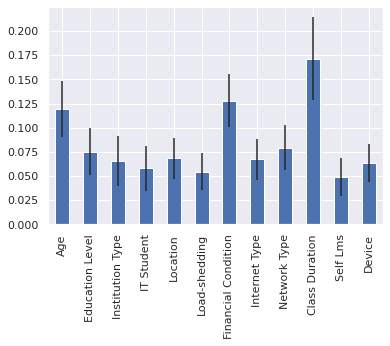 0.200
0.175
0.150
0.125
0.100
0.075
0.050
0.025
0.000
Age
Education Level
Institution Type
IT Student
Location
Load-shedding
Financial Condition
Internet Type
Network Type
Class Duration
Self Lms
Device